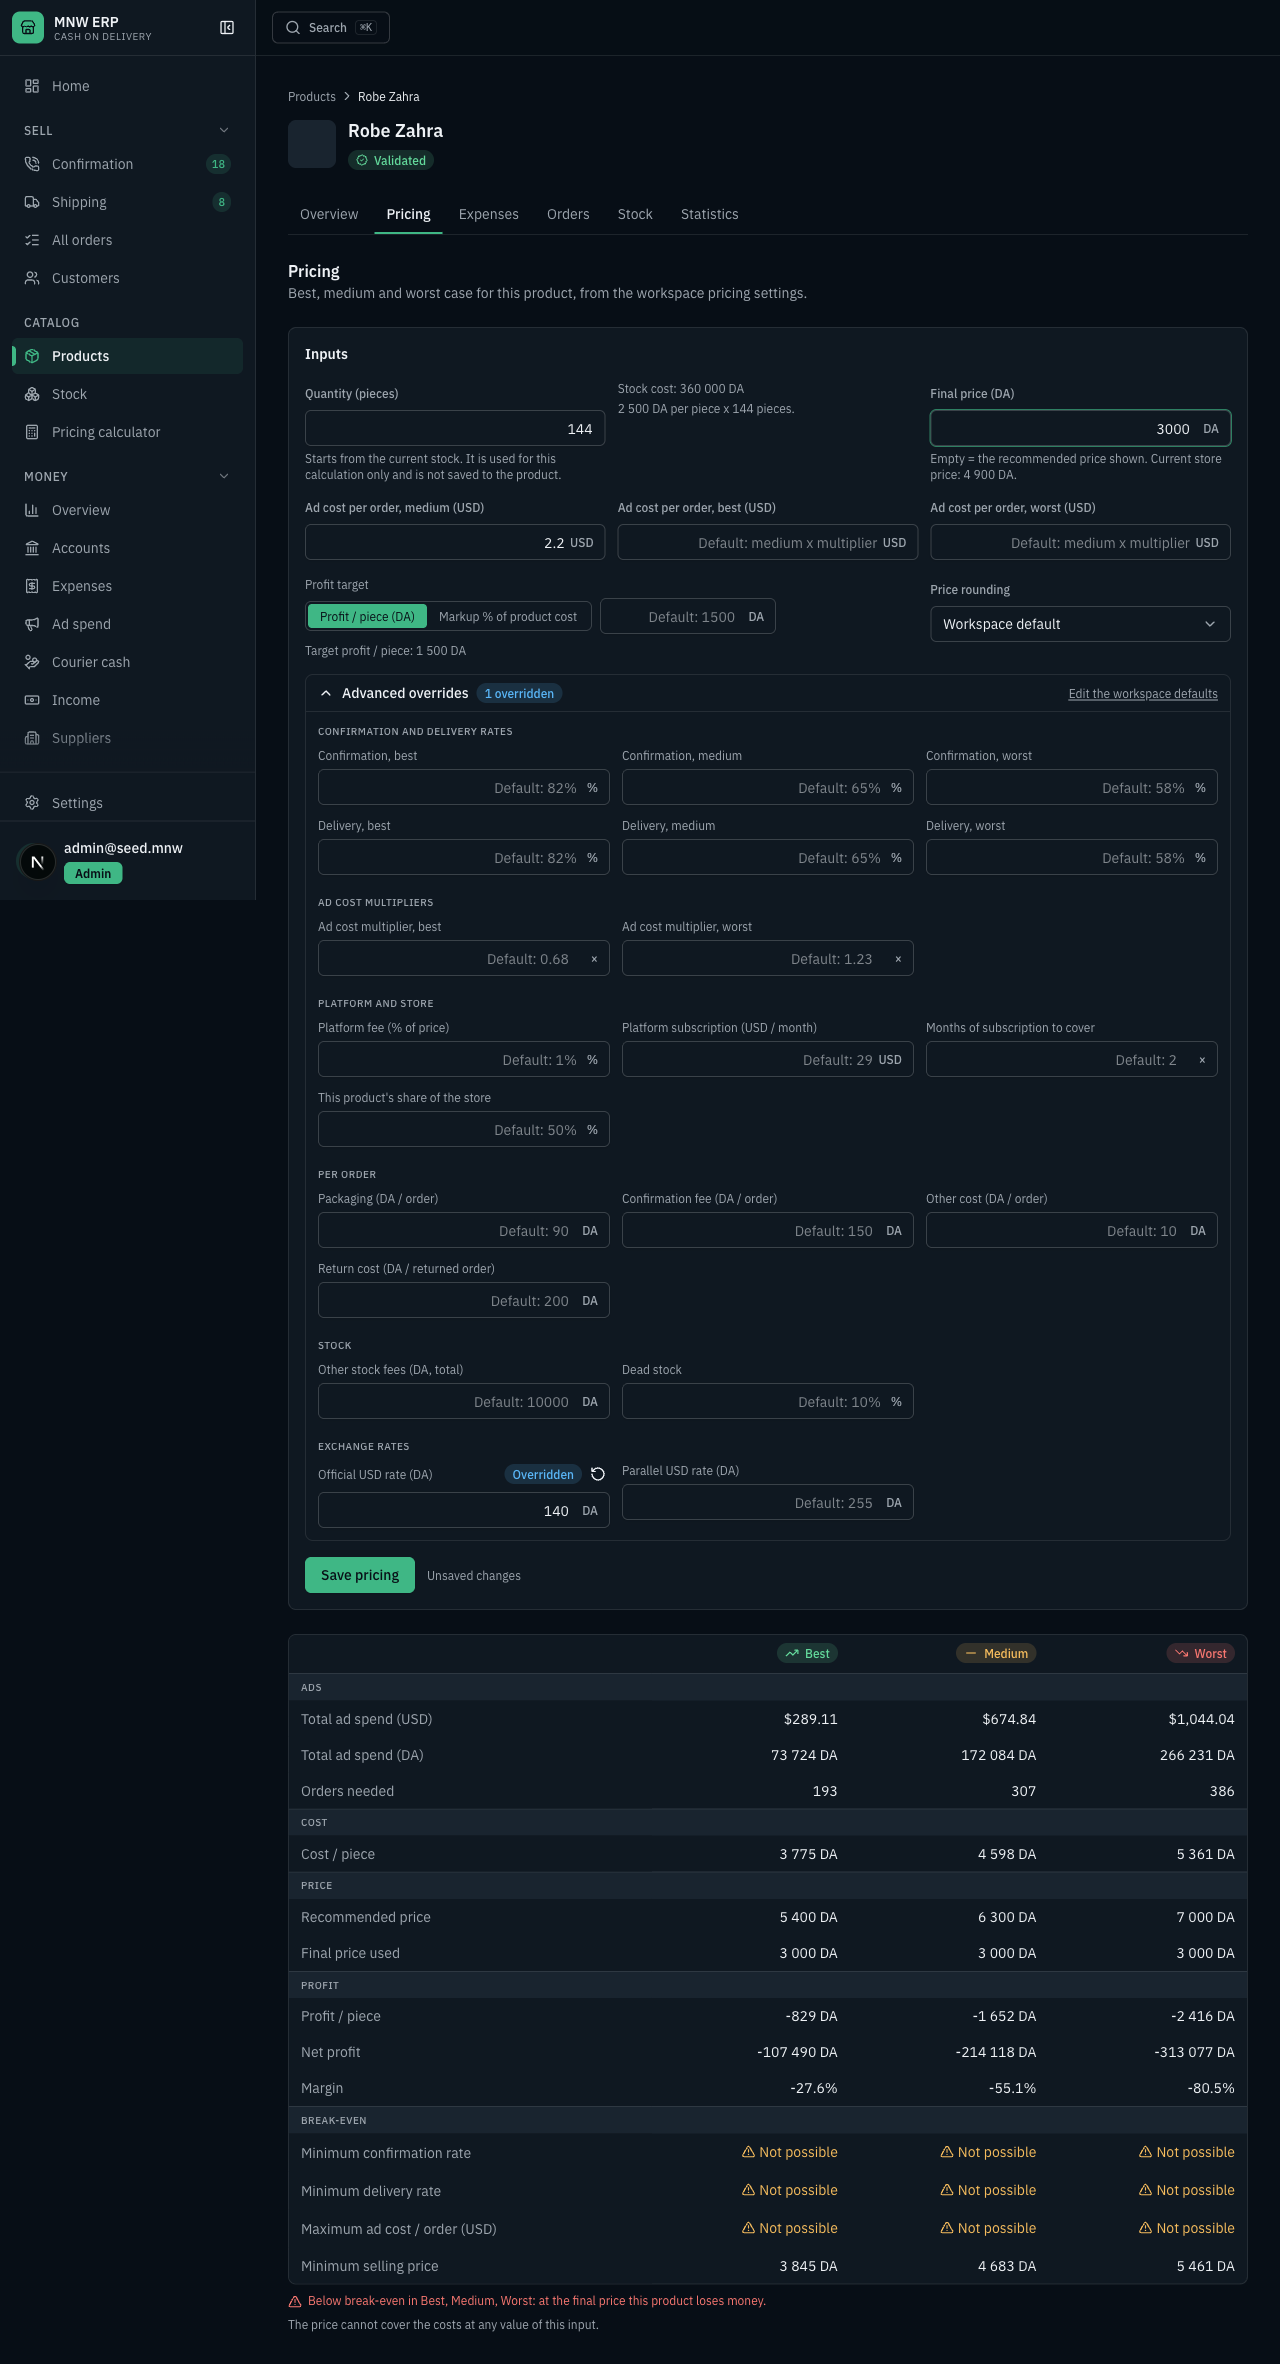 MNW ERP
CASH ON DELIVERY
Search ⌘K
Home
SELL
Confirmation 18
Shipping 8
All orders
Customers
CATALOG
Products
Stock
Pricing calculator
MONEY
Overview
Accounts
Expenses
Ad spend
Courier cash
Income
Suppliers
Settings
N
admin@seed.mnw
Admin
Products > Robe Zahra
Robe Zahra
Validated
Overview Pricing Expenses Orders Stock Statistics
Pricing
Best, medium and worst case for this product, from the workspace pricing settings.
Inputs
Quantity (pieces)
144
Starts from the current stock. It is used for this
calculation only and is not saved to the product.
Stock cost: 360 000 DA
2 500 DA per piece x 144 pieces.
Final price (DA)
3000 DA
Empty = the recommended price shown. Current store
price: 4 900 DA.
Ad cost per order, medium (USD)
2.2 USD
Ad cost per order, best (USD)
Default: medium x multiplier USD
Ad cost per order, worst (USD)
Default: medium x multiplier USD
Profit target
Profit / piece (DA) Markup % of product cost Default: 1500 DA
Target profit / piece: 1 500 DA
Price rounding
Workspace default
Advanced overrides 1 overridden Edit the workspace defaults
CONFIRMATION AND DELIVERY RATES
Confirmation, best Confirmation, medium Confirmation, worst
Default: 82% % Default: 65% % Default: 58% %
Delivery, best Delivery, medium Delivery, worst
Default: 82% % Default: 65% % Default: 58% %
AD COST MULTIPLIERS
Ad cost multiplier, best Ad cost multiplier, worst
Default: 0.68 × Default: 1.23 ×
PLATFORM AND STORE
Platform fee (% of price) Platform subscription (USD / month) Months of subscription to cover
Default: 1% % Default: 29 USD Default: 2 ×
This product's share of the store
Default: 50% %
PER ORDER
Packaging (DA / order) Confirmation fee (DA / order) Other cost (DA / order)
Default: 90 DA Default: 150 DA Default: 10 DA
Return cost (DA / returned order)
Default: 200 DA
STOCK
Other stock fees (DA, total) Dead stock
Default: 10000 DA Default: 10% %
EXCHANGE RATES
Official USD rate (DA) Overridden Parallel USD rate (DA)
140 DA Default: 255 DA
Save pricing Unsaved changes
Best Medium Worst
ADS
Total ad spend (USD) $289.11 $674.84 $1,044.04
Total ad spend (DA) 73 724 DA 172 084 DA 266 231 DA
Orders needed 193 307 386
COST
Cost / piece 3 775 DA 4 598 DA 5 361 DA
PRICE
Recommended price 5 400 DA 6 300 DA 7 000 DA
Final price used 3 000 DA 3 000 DA 3 000 DA
PROFIT
Profit / piece -829 DA -1 652 DA -2 416 DA
Net profit -107 490 DA -214 118 DA -313 077 DA
Margin -27.6% -55.1% -80.5%
BREAK-EVEN
Minimum confirmation rate Not possible Not possible Not possible
Minimum delivery rate Not possible Not possible Not possible
Maximum ad cost / order (USD) Not possible Not possible Not possible
Minimum selling price 3 845 DA 4 683 DA 5 461 DA
Below break-even in Best, Medium, Worst: at the final price this product loses money.
The price cannot cover the costs at any value of this input.